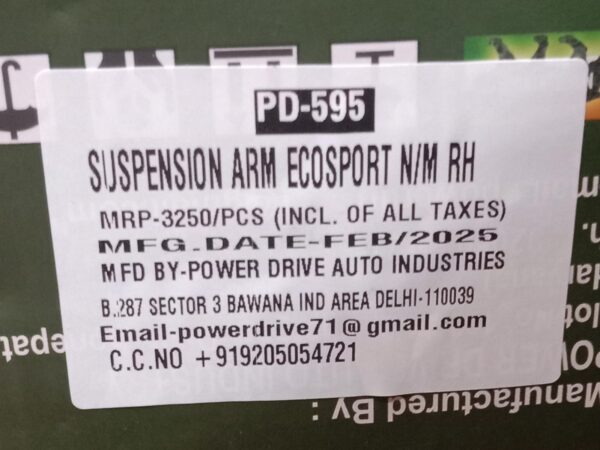 PD-595
SUSPENSION ARM ECOSPORT N/M RH
MRP-3250/PCS (INCL. OF ALL TAXES)
MFG.DATE-FEB/2025
MFD BY-POWER DRIVE AUTO INDUSTRIES
B.287 SECTOR 3 BAWANA IND AREA DELHI-110039
Email-powerdrive71@gmail.com
C.C.NO +919205054721
Manufactured By :